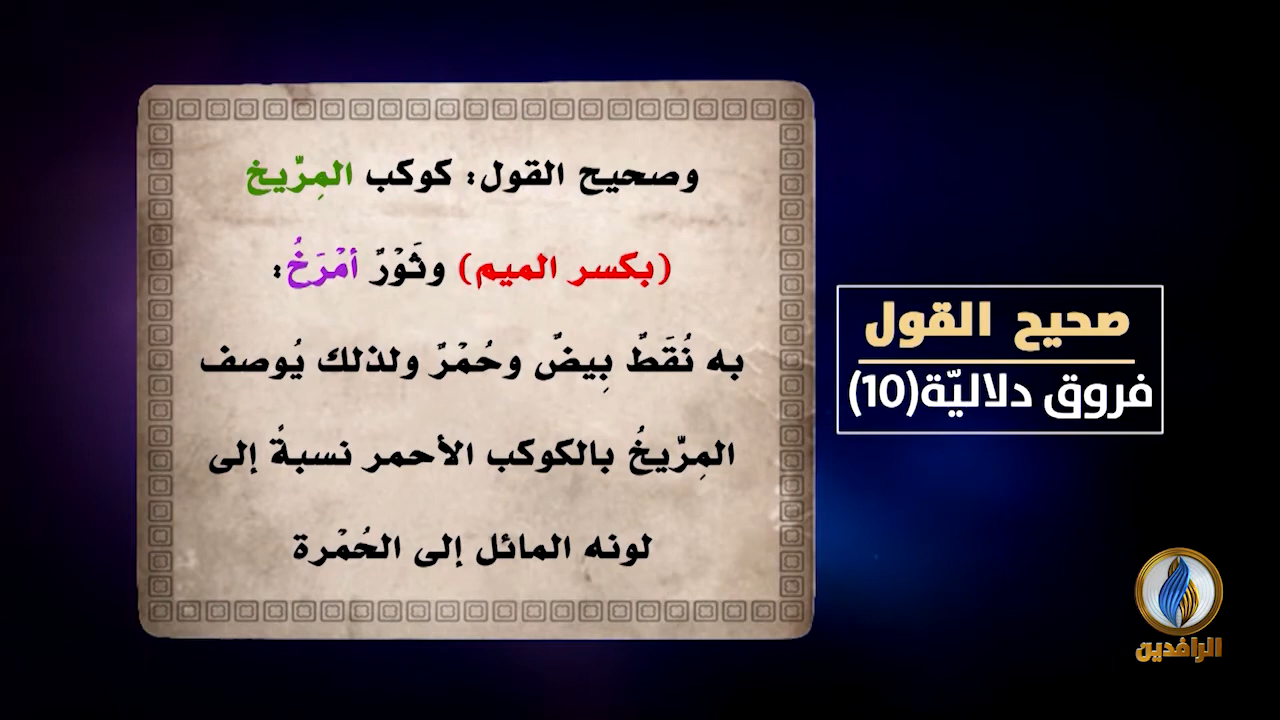 وصحيح القول: كوكب المِرّيخ
(بكسر الميم) وثَوْرٌ أمْرَخُ:
به نُقَطٌ بِيضٌ وحُمْرٌ ولذلك يُوصف
المِرّيخُ بالكوكب الأحمر نسبةً إلى
لونه المائل إلى الحُمْرة
صحيح القول
فروق دلاليّة(10)
الرافدين